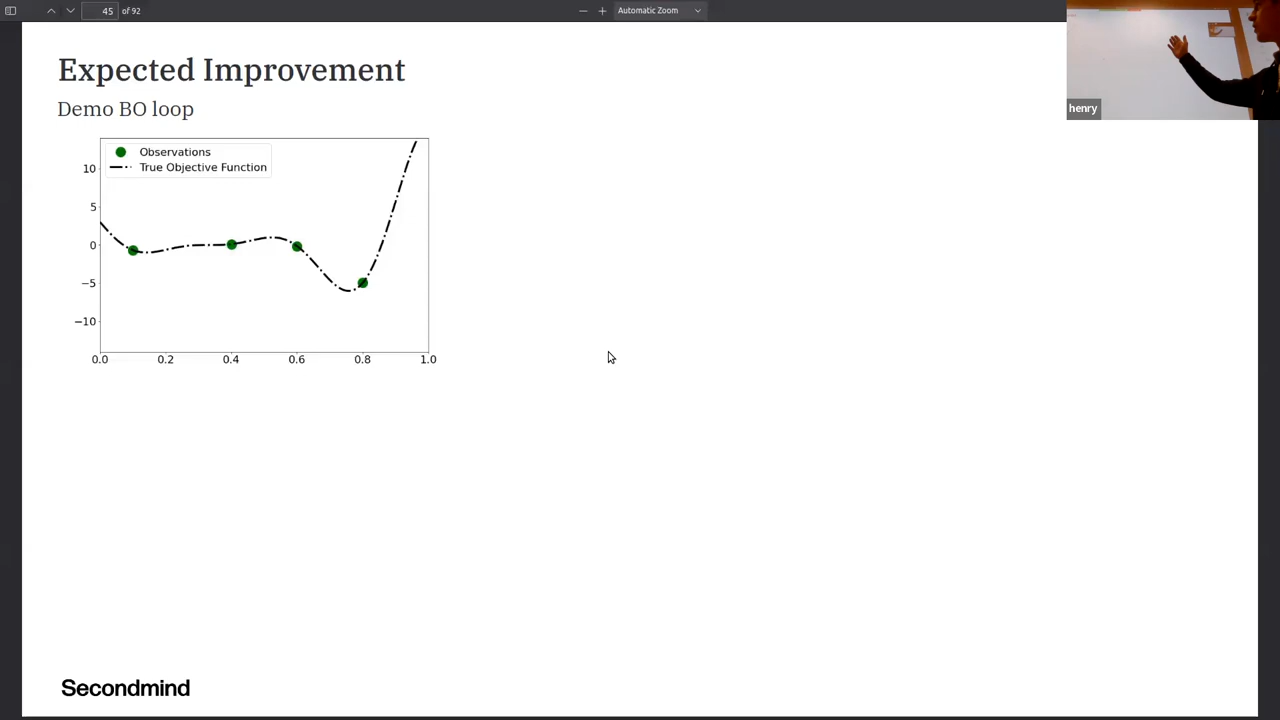 45 of 92
Automatic Zoom
henry
Expected Improvement
Demo BO loop
Observations
True Objective Function
10
5
0
−5
−10
0.0 0.2 0.4 0.6 0.8 1.0
Secondmind